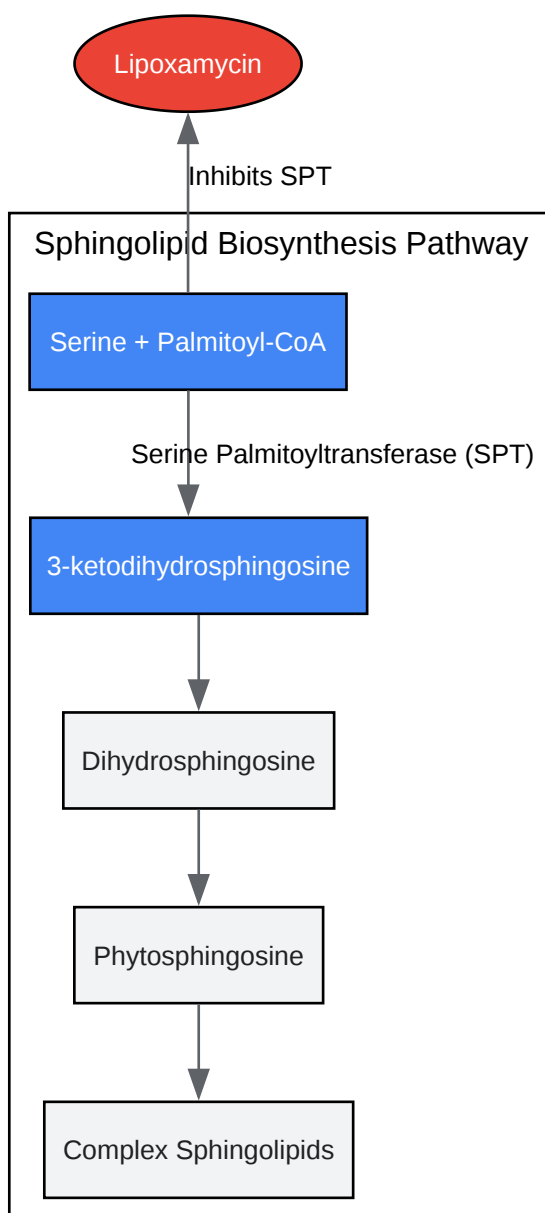 Lipoxamycin
Inhibits SPT
Sphingolipid Biosynthesis Pathway
Serine + Palmitoyl-CoA
Serine Palmitoyltransferase (SPT)
3-ketodihydrosphingosine
Dihydrosphingosine
Phytosphingosine
Complex Sphingolipids